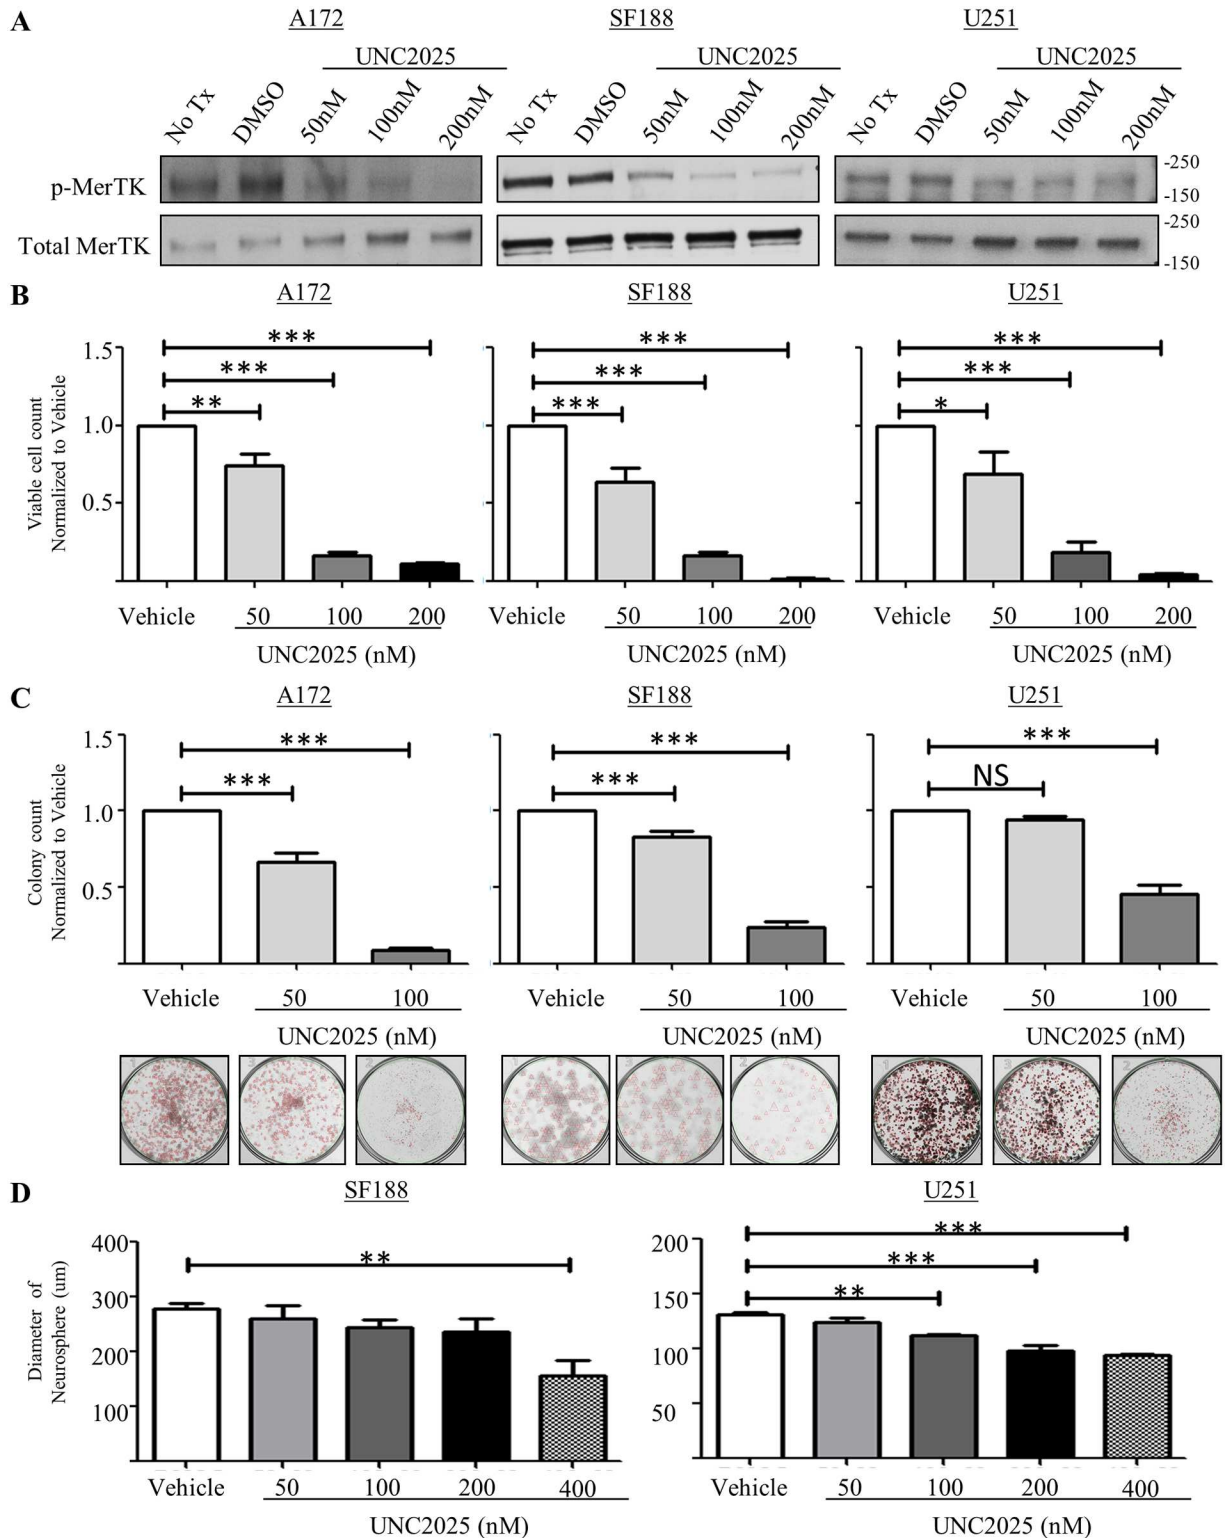 A
A172
SF188
U251
UNC2025
UNC2025
UNC2025
No Tx
DMSO
50nM
100nM
200nM
No Tx
DMSO
50nM
100nM
200nM
No Tx
DMSO
50nM
100nM
200nM
p-MerTK
-250
-150
Total MerTK
-250
-150
B
A172
SF188
U251
Viable cell count
Normalized to Vehicle
1.5
1.0
0.5
***
***
**
***
***
***
***
***
*
Vehicle 50 100 200
UNC2025 (nM)
Vehicle 50 100 200
UNC2025 (nM)
Vehicle 50 100 200
UNC2025 (nM)
C
A172
SF188
U251
Colony count
Normalized to Vehicle
1.5
1.0
0.5
***
***
***
***
***
NS
Vehicle 50 100
UNC2025 (nM)
Vehicle 50 100
UNC2025 (nM)
Vehicle 50 100
UNC2025 (nM)
D
SF188
U251
Diameter of
Neurosphere (um)
400
300
200
100
**
200
150
100
50
***
***
**
Vehicle 50 100 200 400
UNC2025 (nM)
Vehicle 50 100 200 400
UNC2025 (nM)